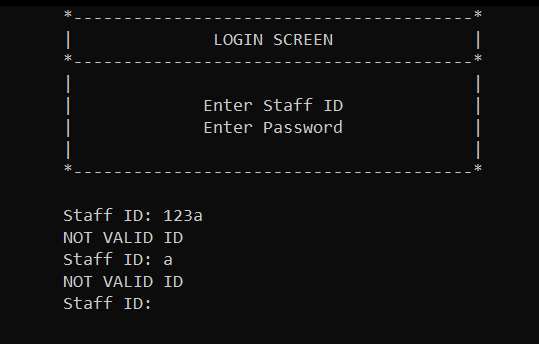 *----------------------------------------*
| LOGIN SCREEN |
*----------------------------------------*
| |
| Enter Staff ID |
| Enter Password |
| |
*----------------------------------------*
Staff ID: 123a
NOT VALID ID
Staff ID: a
NOT VALID ID
Staff ID: